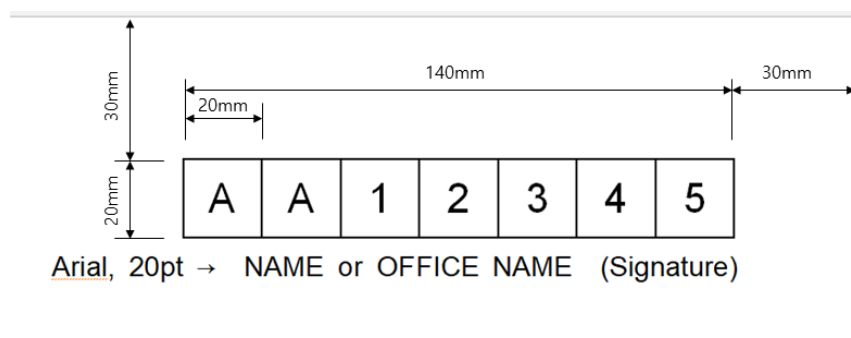 140mm 30mm
30mm
20mm
20mm
A A 1 2 3 4 5
Arial, 20pt → NAME or OFFICE NAME (Signature)